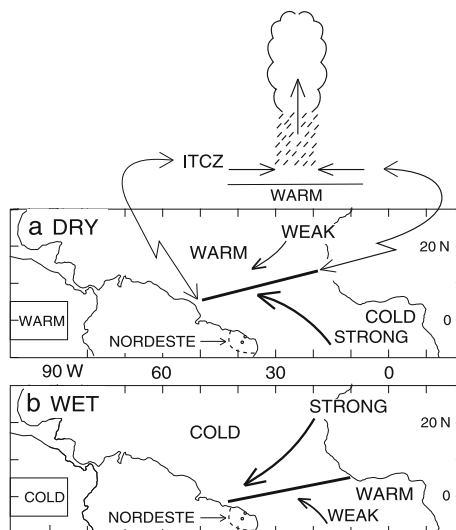 ITCZ
WARM
a DRY
WEAK
WARM
20 N
COLD
WARM
STRONG
0
NORDESTE
90 W 60 30 0
b WET
STRONG
COLD
20 N
COLD
WARM
0
WEAK
NORDESTE